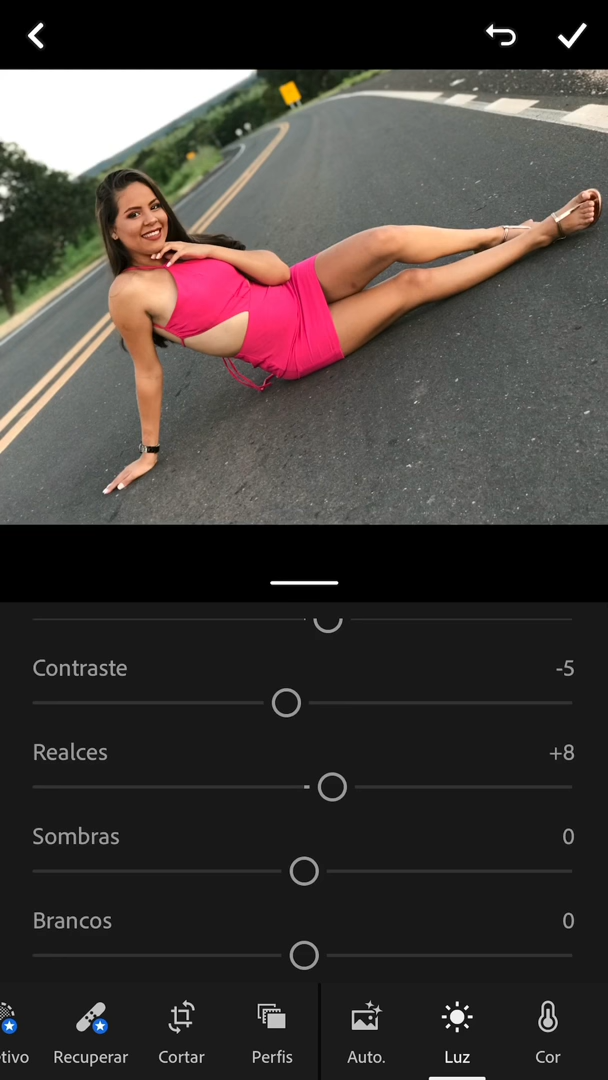 Contraste -5
Realces +8
Sombras 0
Brancos 0
tivo Recuperar Cortar Perfis Auto. Luz Cor